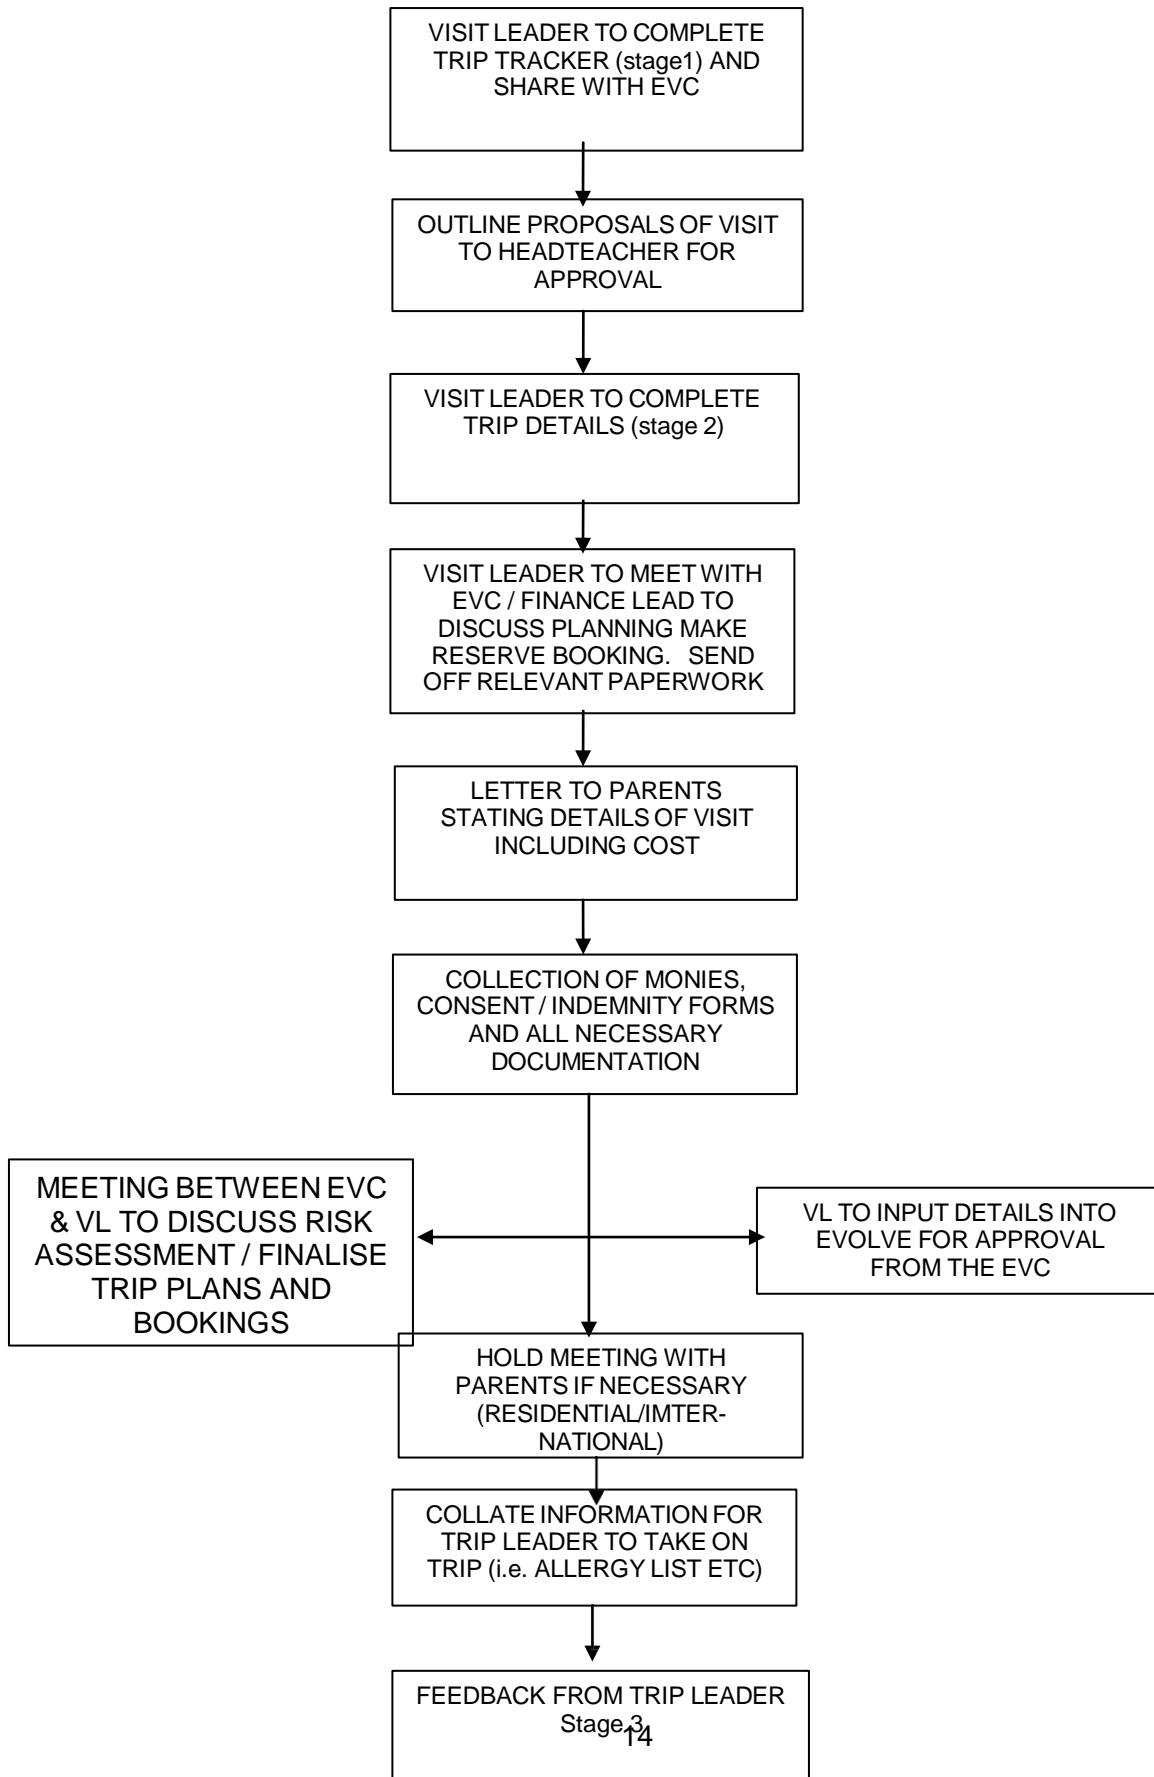 VISIT LEADER TO COMPLETE
TRIP TRACKER (stage1) AND
SHARE WITH EVC
OUTLINE PROPOSALS OF VISIT
TO HEADTEACHER FOR
APPROVAL
VISIT LEADER TO COMPLETE
TRIP DETAILS (stage 2)
VISIT LEADER TO MEET WITH
EVC / FINANCE LEAD TO
DISCUSS PLANNING MAKE
RESERVE BOOKING. SEND
OFF RELEVANT PAPERWORK
LETTER TO PARENTS
STATING DETAILS OF VISIT
INCLUDING COST
COLLECTION OF MONIES,
CONSENT / INDEMNITY FORMS
AND ALL NECESSARY
DOCUMENTATION
MEETING BETWEEN EVC
& VL TO DISCUSS RISK
ASSESSMENT / FINALISE
TRIP PLANS AND
BOOKINGS
VL TO INPUT DETAILS INTO
EVOLVE FOR APPROVAL
FROM THE EVC
HOLD MEETING WITH
PARENTS IF NECESSARY
(RESIDENTIAL/IMTER-
NATIONAL)
COLLATE INFORMATION FOR
TRIP LEADER TO TAKE ON
TRIP (i.e. ALLERGY LIST ETC)
FEEDBACK FROM TRIP LEADER
Stage 3
14